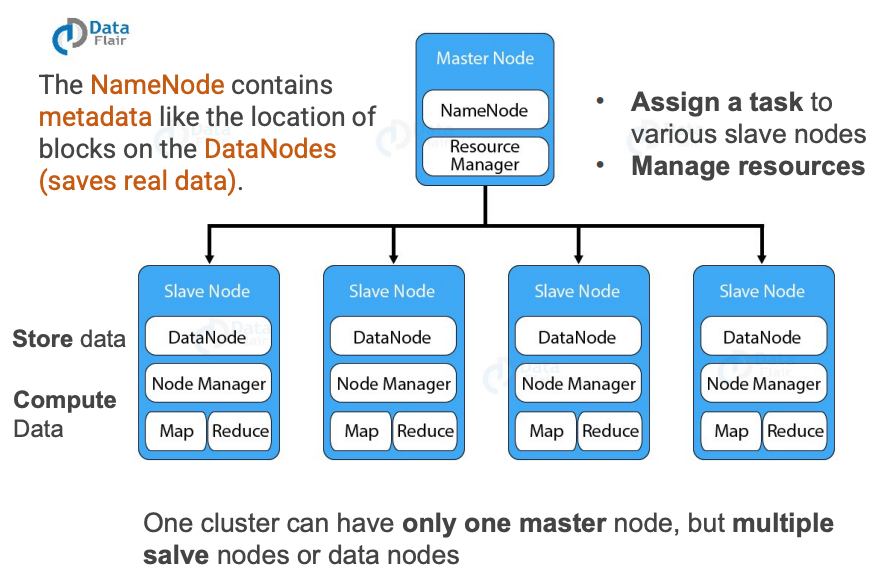 Data
Flair
The NameNode contains
metadata like the location of
blocks on the DataNodes
(saves real data).
Master Node
NameNode
Resource
Manager
• Assign a task to
various slave nodes
• Manage resources
Slave Node
Slave Node
Slave Node
Slave Node
Store data
DataNode
DataNode
DataNode
DataNode
Node Manager
Node Manager
Node Manager
Node Manager
Compute
Data
Map
Reduce
Map
Reduce
Map
Reduce
Map
Reduce
One cluster can have only one master node, but multiple
salve nodes or data nodes